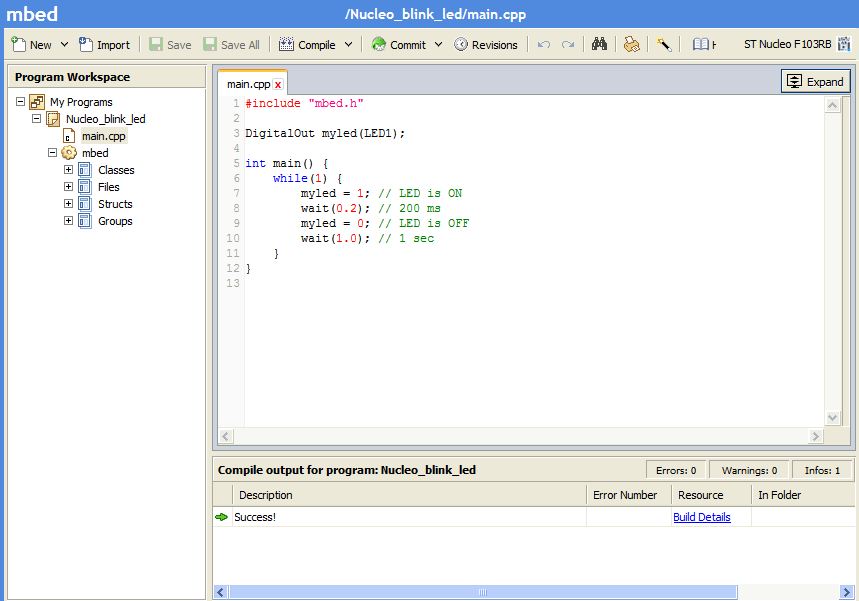 mbed
/Nucleo_blink_led/main.cpp
New Import Save Save All Compile Commit Revisions ST Nucleo F103RB
Program Workspace
My Programs
Nucleo_blink_led
main.cpp
mbed
Classes
Files
Structs
Groups
main.cpp x
Expand
1 #include "mbed.h"
2
3 DigitalOut myled(LED1);
4
5 int main() {
6     while(1) {
7         myled = 1; // LED is ON
8         wait(0.2); // 200 ms
9         myled = 0; // LED is OFF
10         wait(1.0); // 1 sec
11     }
12 }
13
Compile output for program: Nucleo_blink_led
Errors: 0 Warnings: 0 Infos: 1
Description Error Number Resource In Folder
Success! Build Details